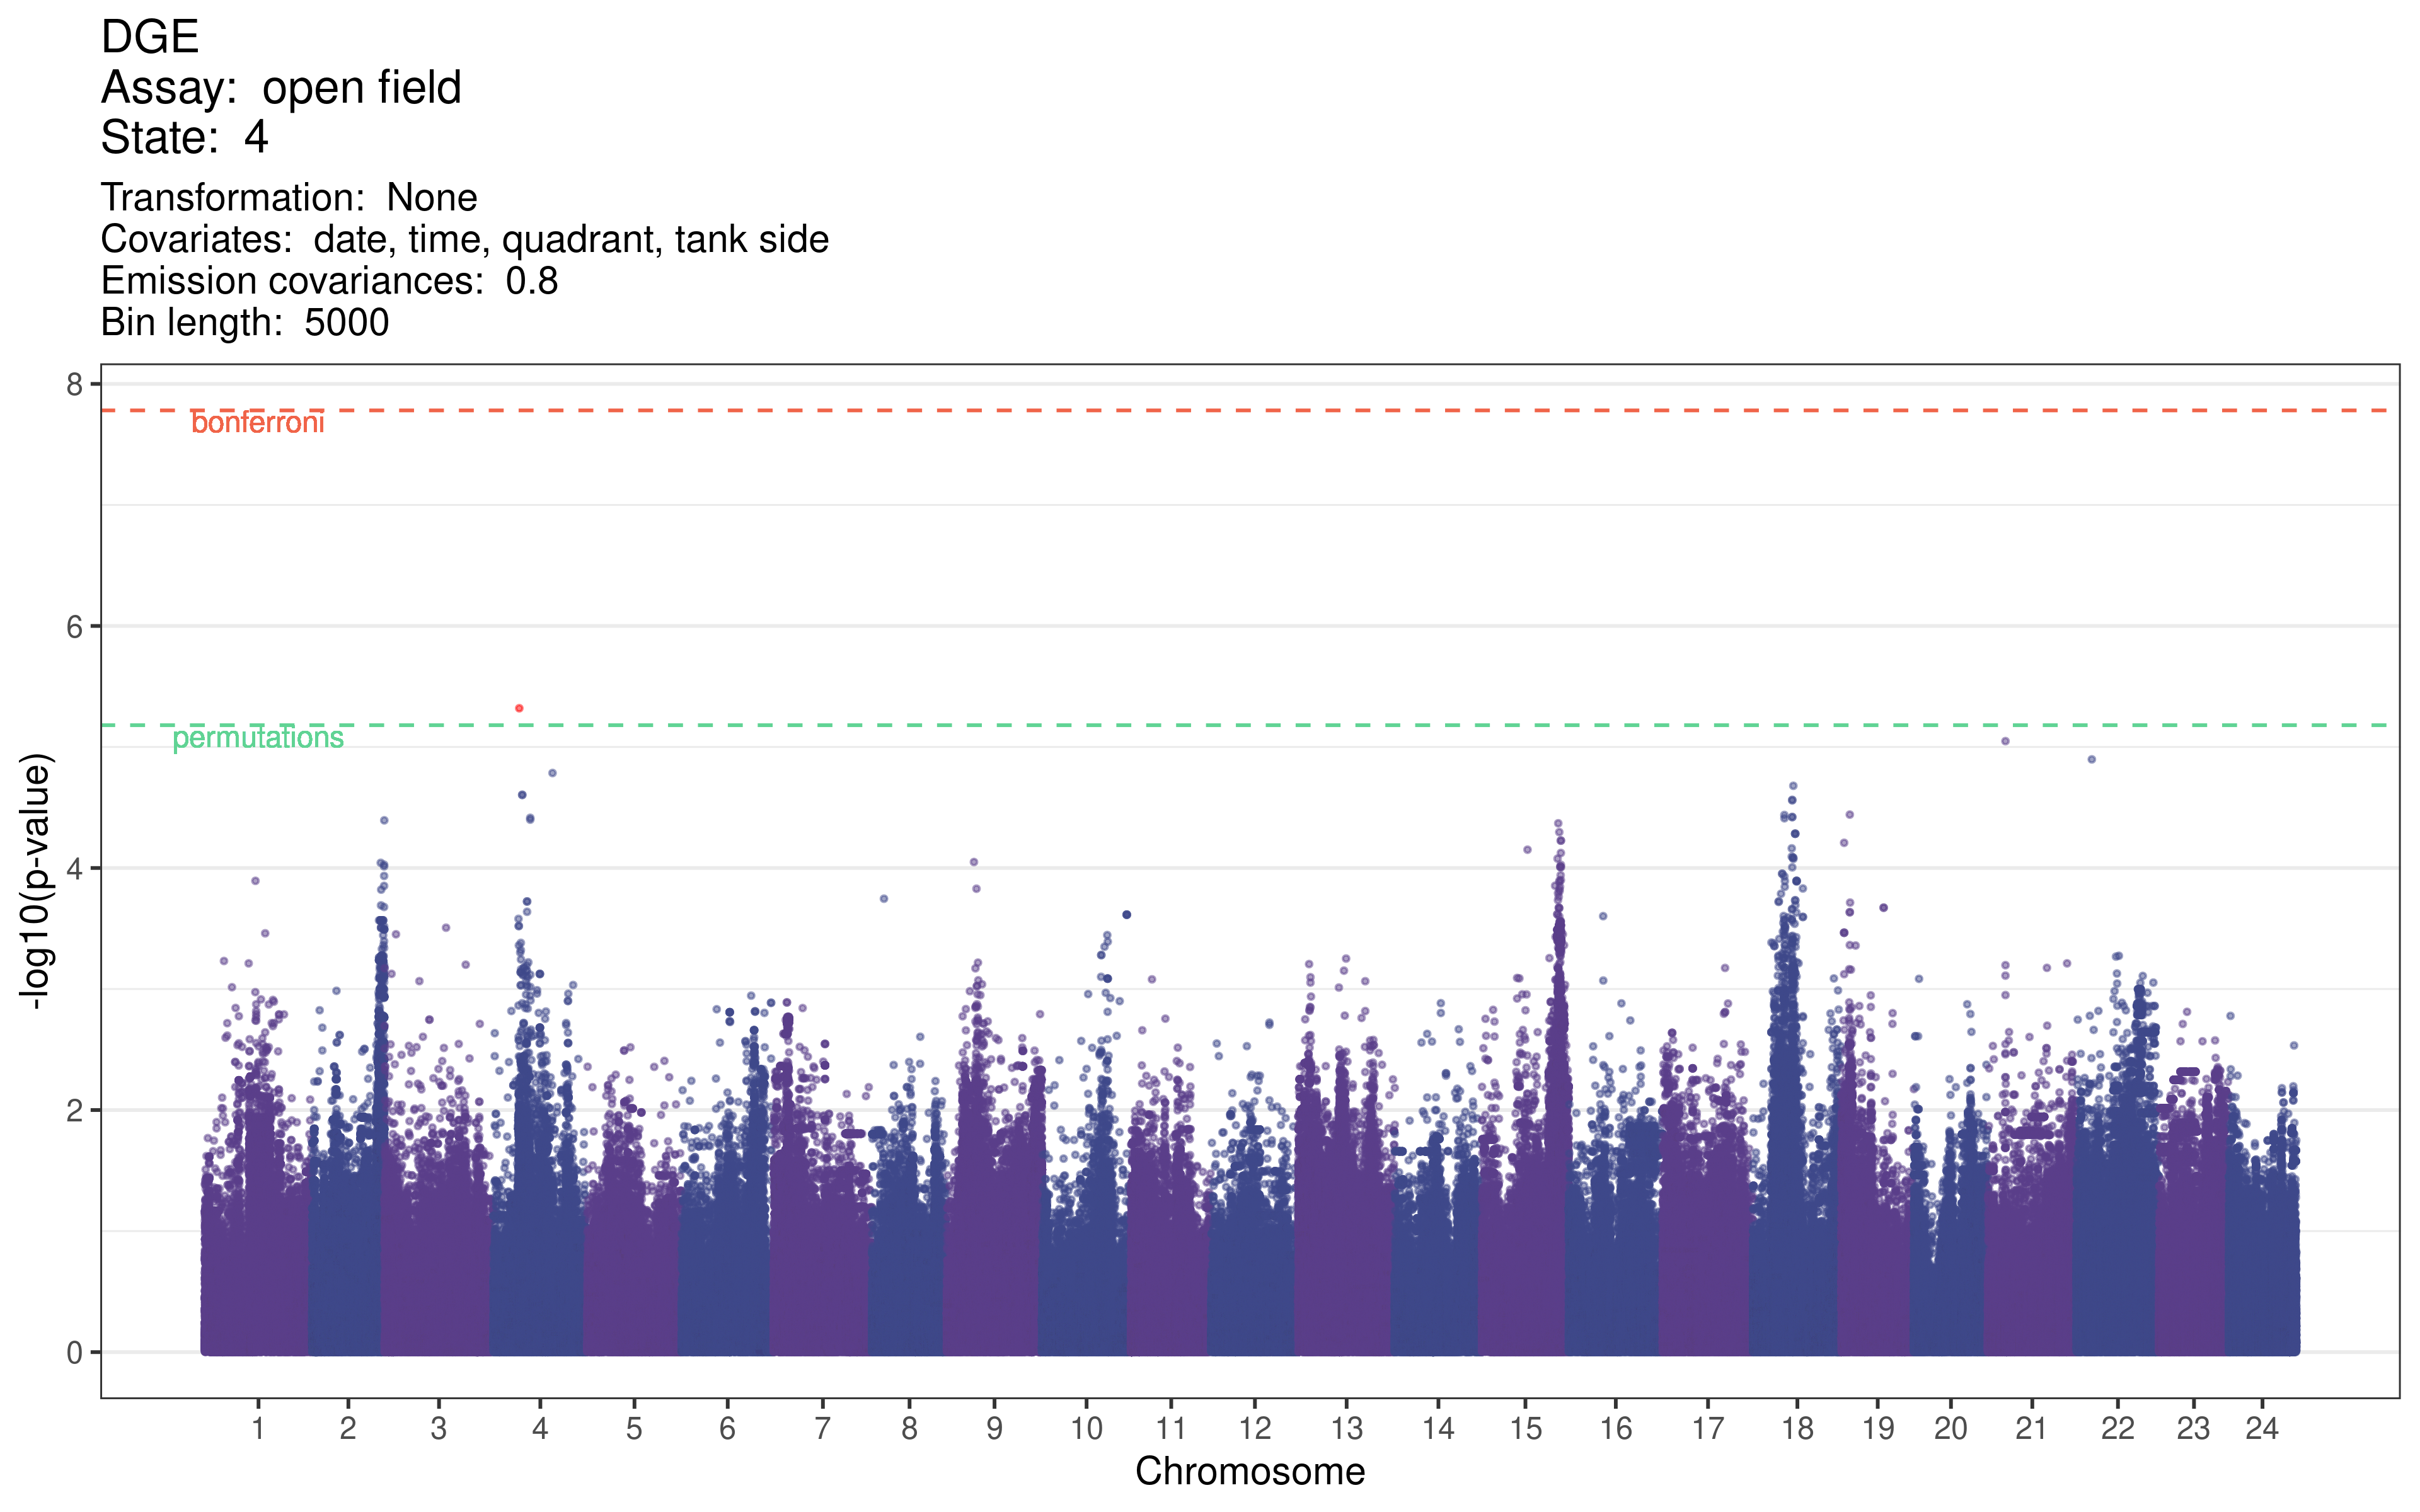 DGE
Assay:  open field
State:  4
Transformation:  None
Covariates:  date, time, quadrant, tank side
Emission covariances:  0.8
Bin length:  5000
8
bonferroni
6
permutations
4
2
0
-log10(p-value)
1 2 3 4 5 6 7 8 9 10 11 12 13 14 15 16 17 18 19 20 21 22 23 24
Chromosome